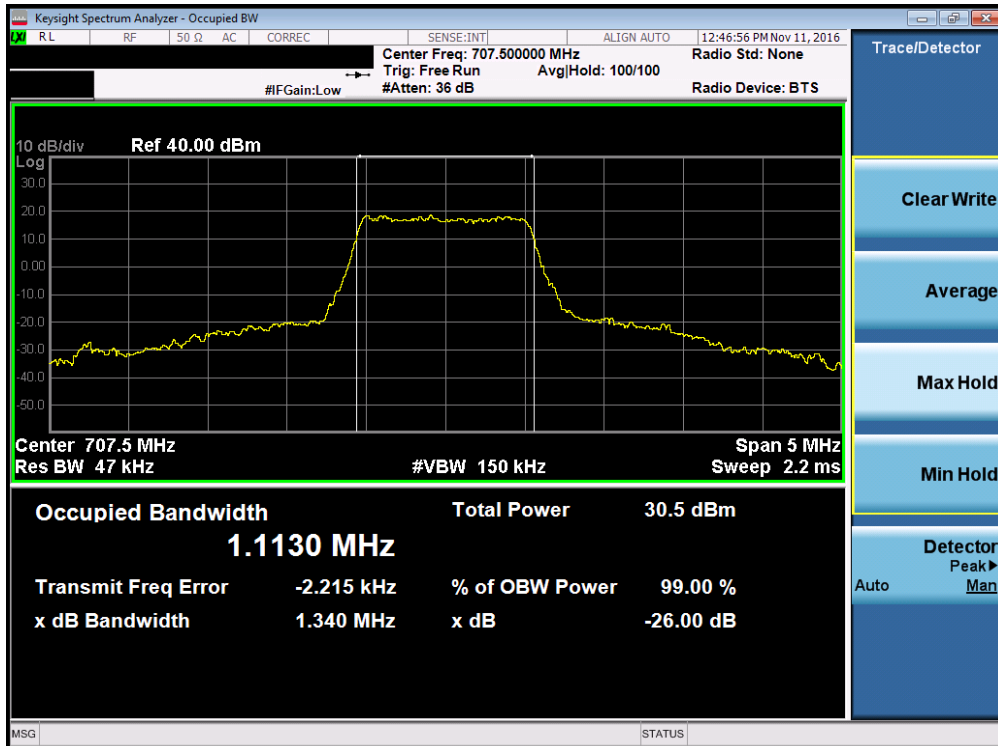 Keysight Spectrum Analyzer - Occupied BW
LXI RL RF 50 Ω AC CORREC SENSE:INT ALIGN AUTO 12:46:56 PM Nov 11, 2016
Center Freq: 707.500000 MHz Radio Std: None
Trig: Free Run Avg|Hold: 100/100
#IFGain:Low #Atten: 36 dB Radio Device: BTS
10 dB/div Ref 40.00 dBm
Log
30.0
20.0
10.0
0.00
-10.0
-20.0
-30.0
-40.0
-50.0
Center 707.5 MHz Span 5 MHz
Res BW 47 kHz #VBW 150 kHz Sweep 2.2 ms
Occupied Bandwidth Total Power 30.5 dBm
1.1130 MHz
Transmit Freq Error -2.215 kHz % of OBW Power 99.00 %
x dB Bandwidth 1.340 MHz x dB -26.00 dB
MSG STATUS
Trace/Detector
Clear Write
Average
Max Hold
Min Hold
Detector
Peak▶
Auto Man